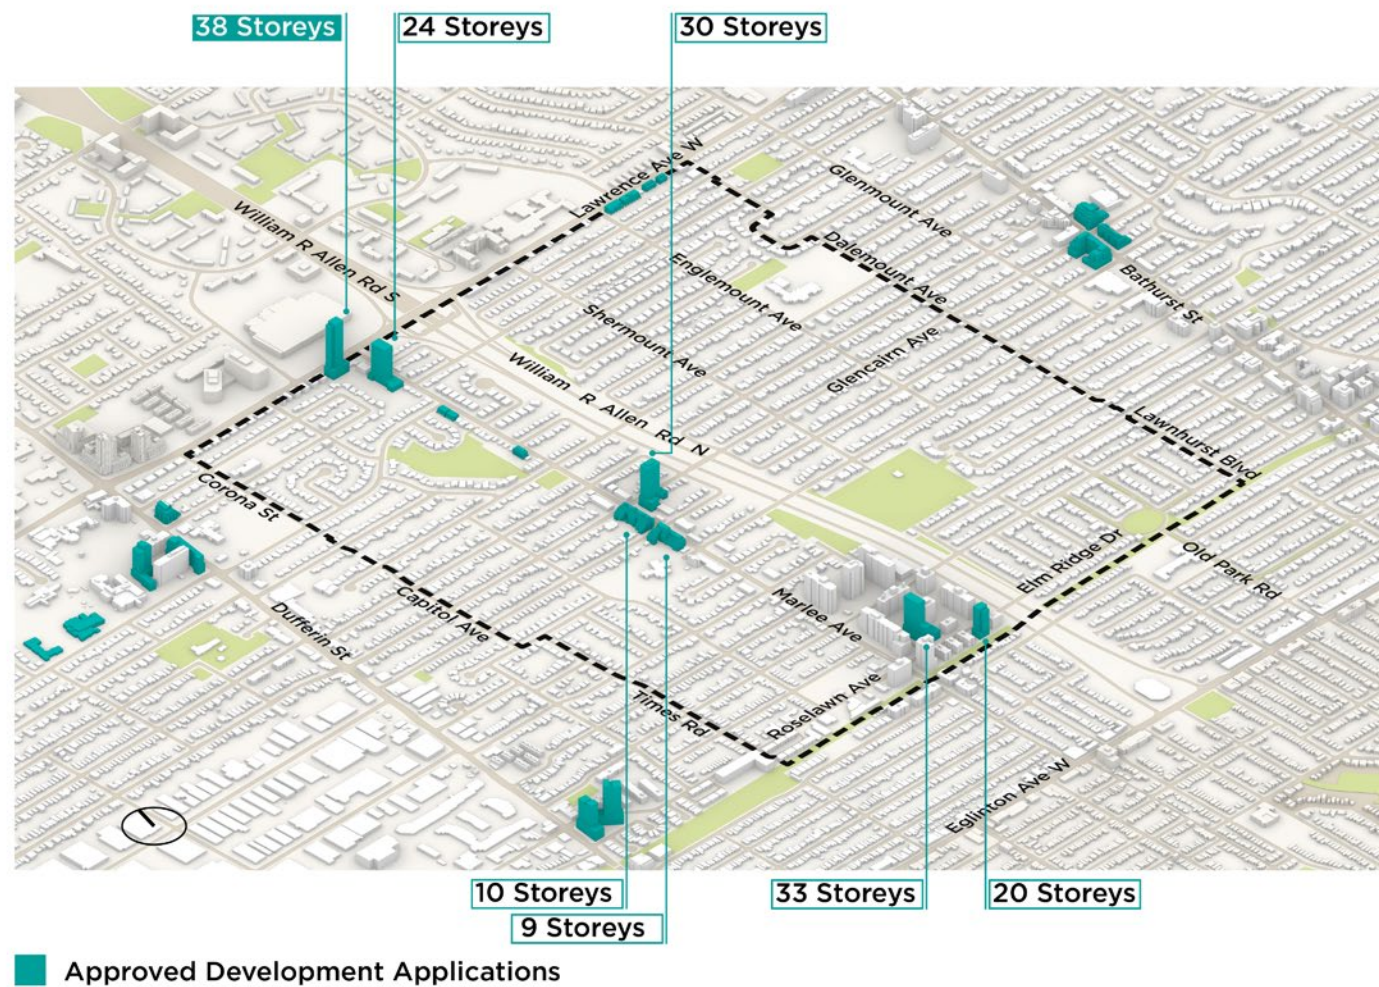 38 Storeys
24 Storeys
30 Storeys
Lawrence Ave W
Glenmount Ave
William R Allen Rd S
Dalemount Ave
Englemount Ave
Bathurst St
Shermount Ave
Glencairn Ave
William R Allen Rd N
Lawnhurst Blvd
Corona St
Elm Ridge Dr
Old Park Rd
Capitol Ave
Marlee Ave
Dufferin St
Times Rd
Roselawn Ave
Eglinton Ave W
10 Storeys
33 Storeys
20 Storeys
9 Storeys
Approved Development Applications